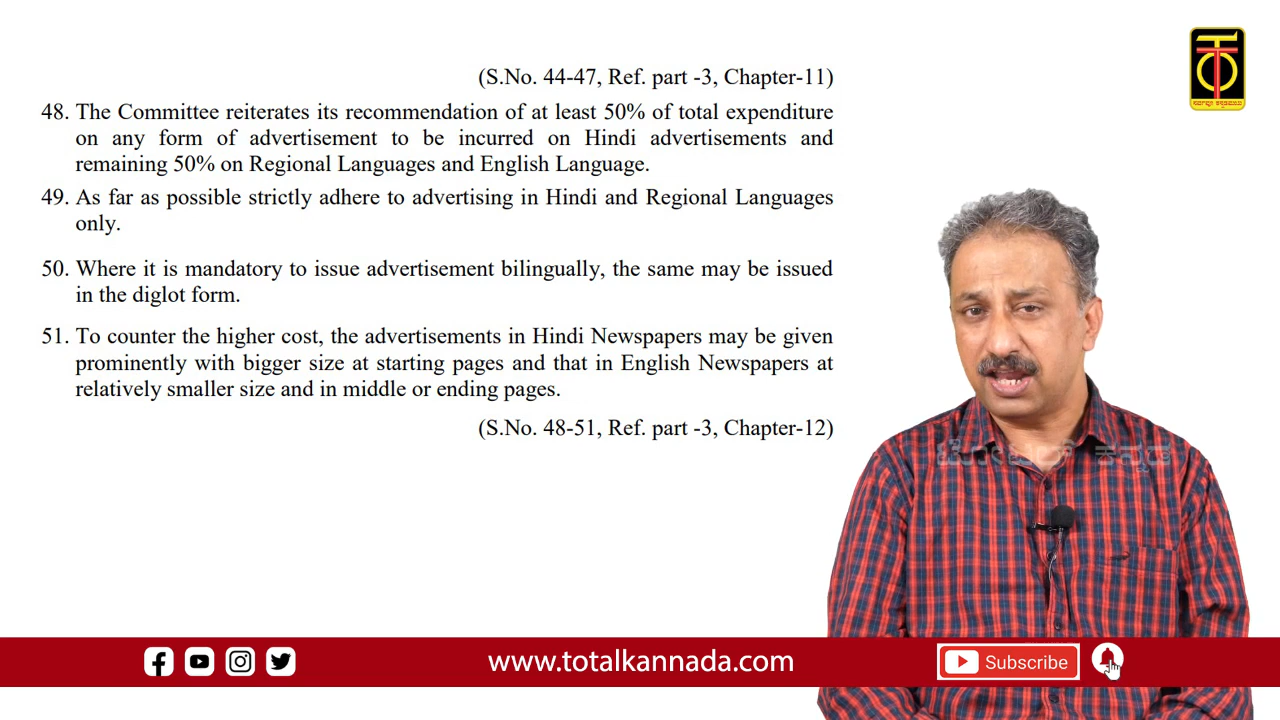 (S.No. 44-47, Ref. part -3, Chapter-11)
48. The Committee reiterates its recommendation of at least 50% of total expenditure
on any form of advertisement to be incurred on Hindi advertisements and
remaining 50% on Regional Languages and English Language.
49. As far as possible strictly adhere to advertising in Hindi and Regional Languages
only.
50. Where it is mandatory to issue advertisement bilingually, the same may be issued
in the diglot form.
51. To counter the higher cost, the advertisements in Hindi Newspapers may be given
prominently with bigger size at starting pages and that in English Newspapers at
relatively smaller size and in middle or ending pages.
(S.No. 48-51, Ref. part -3, Chapter-12)
ಟೋಟಲ್ ಕನ್ನಡ
www.totalkannada.com
Subscribe